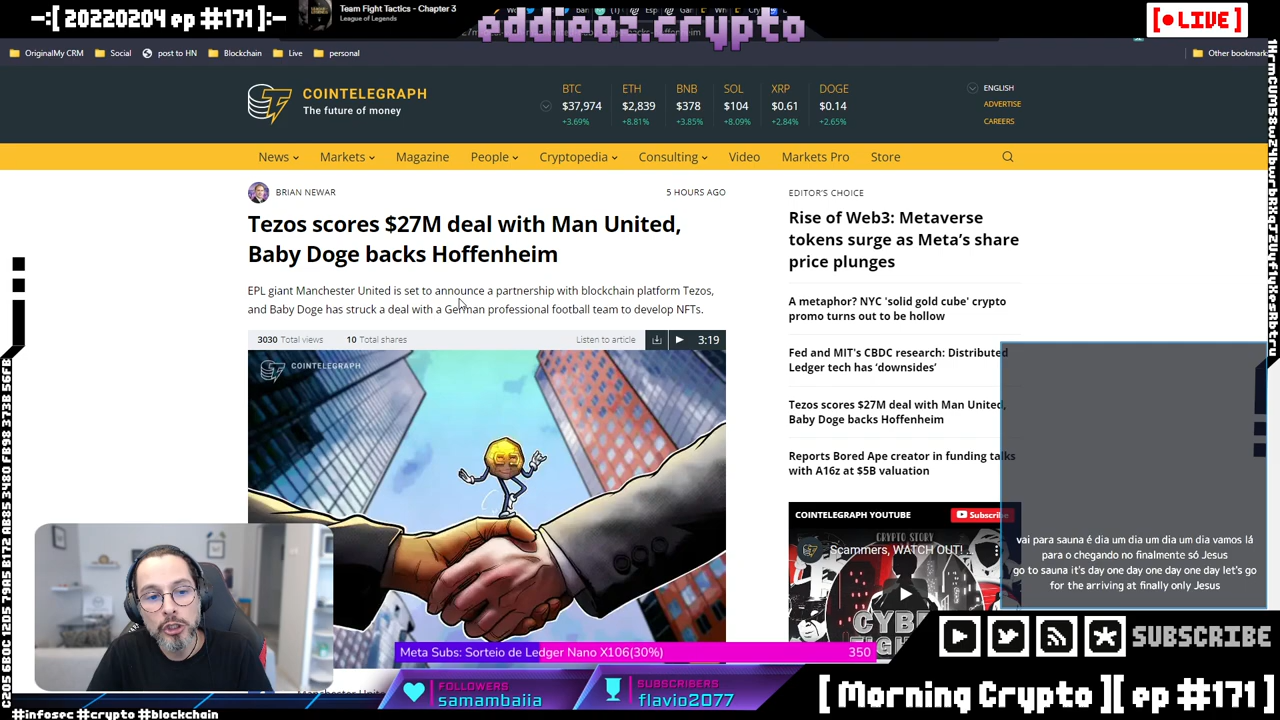 -:[ 20220204 ep #171 ]:-
Team Fight Tactics - Chapter 3
League of Legends
eddieoz.crypto
[ LIVE ]
OriginalMy CRM
Social
post to HN
Blockchain
Live
personal
Other bookmark
COINTELEGRAPH
The future of money
BTC
ETH
BNB
SOL
XRP
DOGE
$37,974
$2,839
$378
$104
$0.61
$0.14
+3.69%
+8.81%
+3.85%
+8.09%
+2.84%
+2.65%
ENGLISH
ADVERTISE
CAREERS
News
Markets
Magazine
People
Cryptopedia
Consulting
Video
Markets Pro
Store
BRIAN NEWAR
5 HOURS AGO
Tezos scores $27M deal with Man United,
Baby Doge backs Hoffenheim
EPL giant Manchester United is set to announce a partnership with blockchain platform Tezos,
and Baby Doge has struck a deal with a German professional football team to develop NFTs.
3030 Total views
10 Total shares
Listen to article
3:19
COINTELEGRAPH
EDITOR'S CHOICE
Rise of Web3: Metaverse
tokens surge as Meta's share
price plunges
A metaphor? NYC 'solid gold cube' crypto
promo turns out to be hollow
Fed and MIT's CBDC research: Distributed
Ledger tech has 'downsides'
Tezos scores $27M deal with Man United,
Baby Doge backs Hoffenheim
Reports Bored Ape creator in funding talks
with A16z at $5B valuation
COINTELEGRAPH YOUTUBE
Subscribe
CRYPTO STORY
Scammers, WATCH OUT! ...
vai para sauna é dia um dia um dia um dia vamos lá
para o chegando no finalmente só Jesus
go to sauna it's day one day one day one day let's go
for the arriving at finally only Jesus
Meta Subs: Sorteio de Ledger Nano X106(30%)
350
FOLLOWERS
samambaiia
SUBSCRIBERS
flavio2077
SUBSCRIBE
[ Morning Crypto ][ ep #171 ]
#infosec #crypto #blockchain